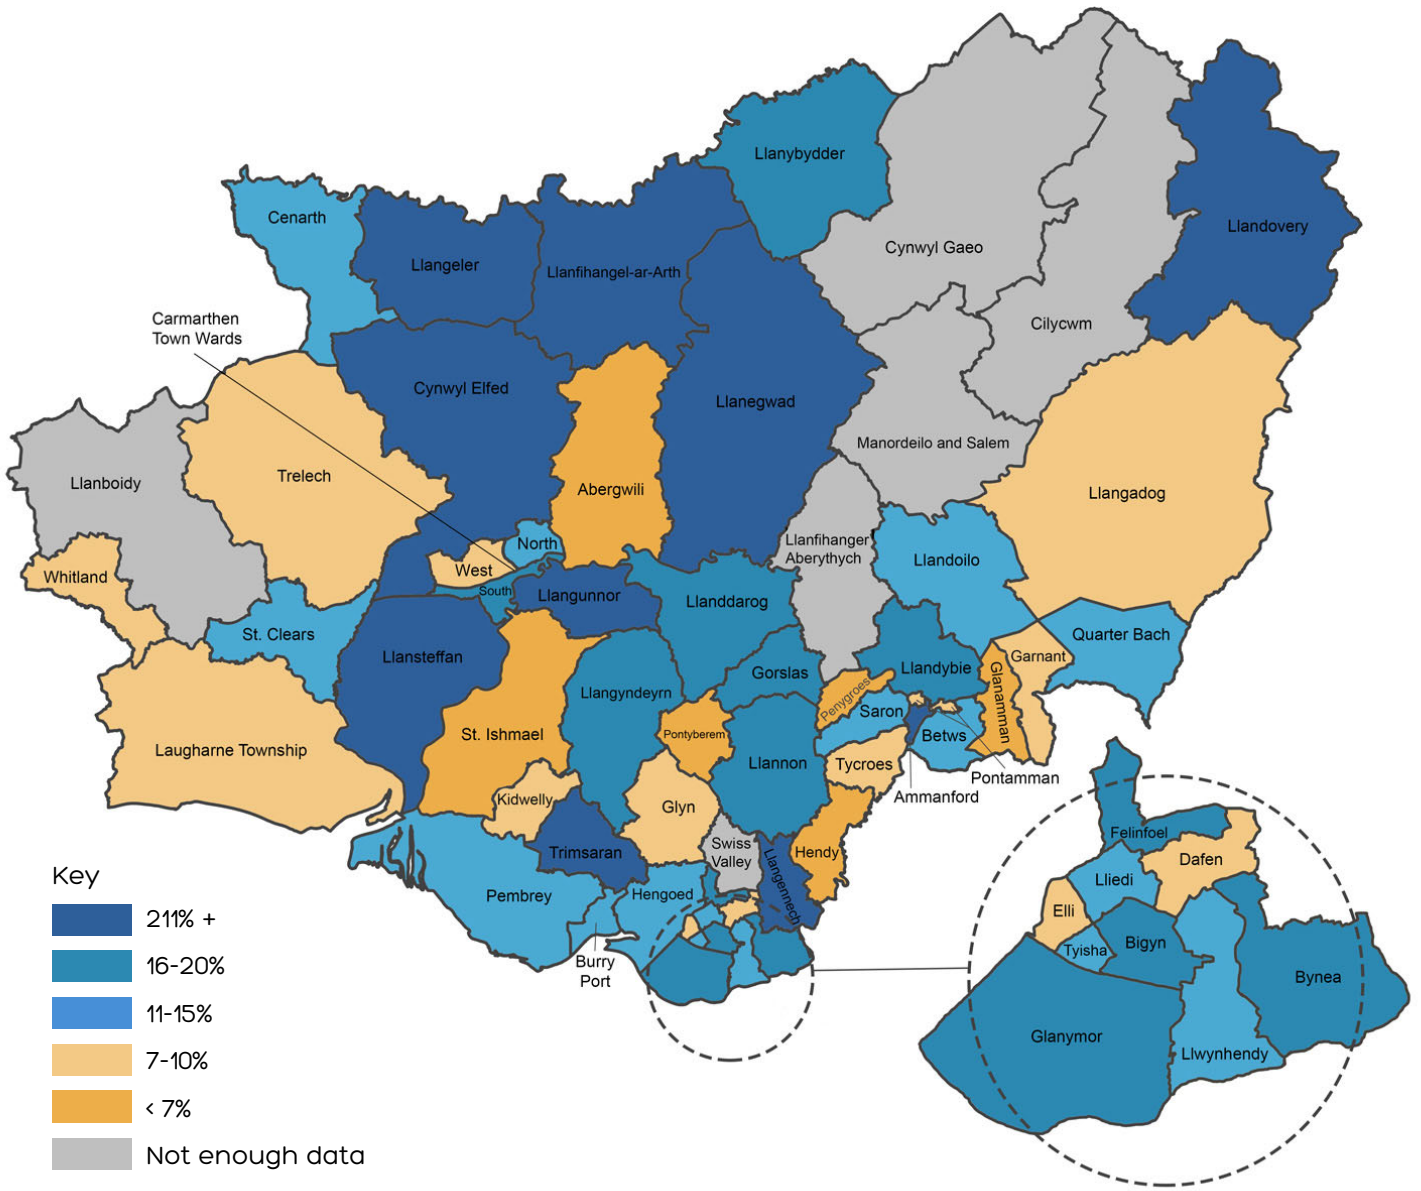 Llanybydder
Cenarth
Llandovery
Cynwyl Gaeo
Llangeler
Llanfihangel-ar-Arth
Carmarthen
Town Wards
Cilycwm
Cynwyl Elfed
Llanegwad
Manordeilo and Salem
Trelech
Llanboidy
Abergwili
Llangadog
Llanfihanger
Aberythych
North
Llandoilo
West
Whitland
South
Llangunnor
Llanddarog
St. Clears
Quarter Bach
Llansteffan
Garnant
Llandybie
Gorslas
Llangyndeyrn
Penygroes
Glanamman
Saron
St. Ishmael
Pontyberem
Betws
Laugharne Township
Llannon
Tycroes
Pontamman
Ammanford
Kidwelly
Glyn
Felinfoel
Swiss
Valley
Trimsaran
Hendy
Dafen
Llangennech
Lliedi
Key
Pembrey
Hengoed
Elli
211% +
Tyisha
Bigyn
Burry
Port
16-20%
Bynea
11-15%
Glanymor
Llwynhendy
7-10%
< 7%
Not enough data